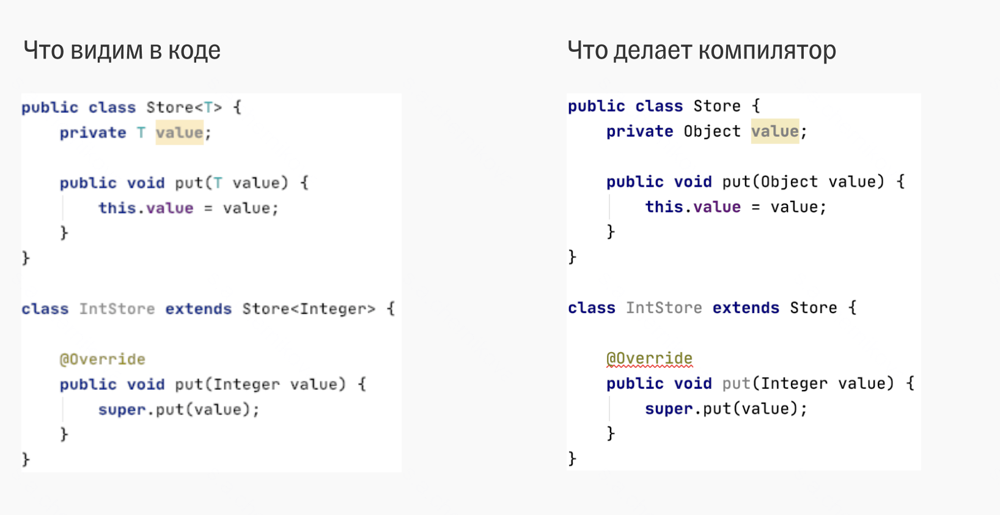 Что видим в коде
public class Store<T> {
    private T value;
    public void put(T value) {
        this.value = value;
    }
}
class IntStore extends Store<Integer> {
    @Override
    public void put(Integer value) {
        super.put(value);
    }
}
Что делает компилятор
public class Store {
    private Object value;
    public void put(Object value) {
        this.value = value;
    }
}
class IntStore extends Store {
    @Override
    public void put(Integer value) {
        super.put(value);
    }
}